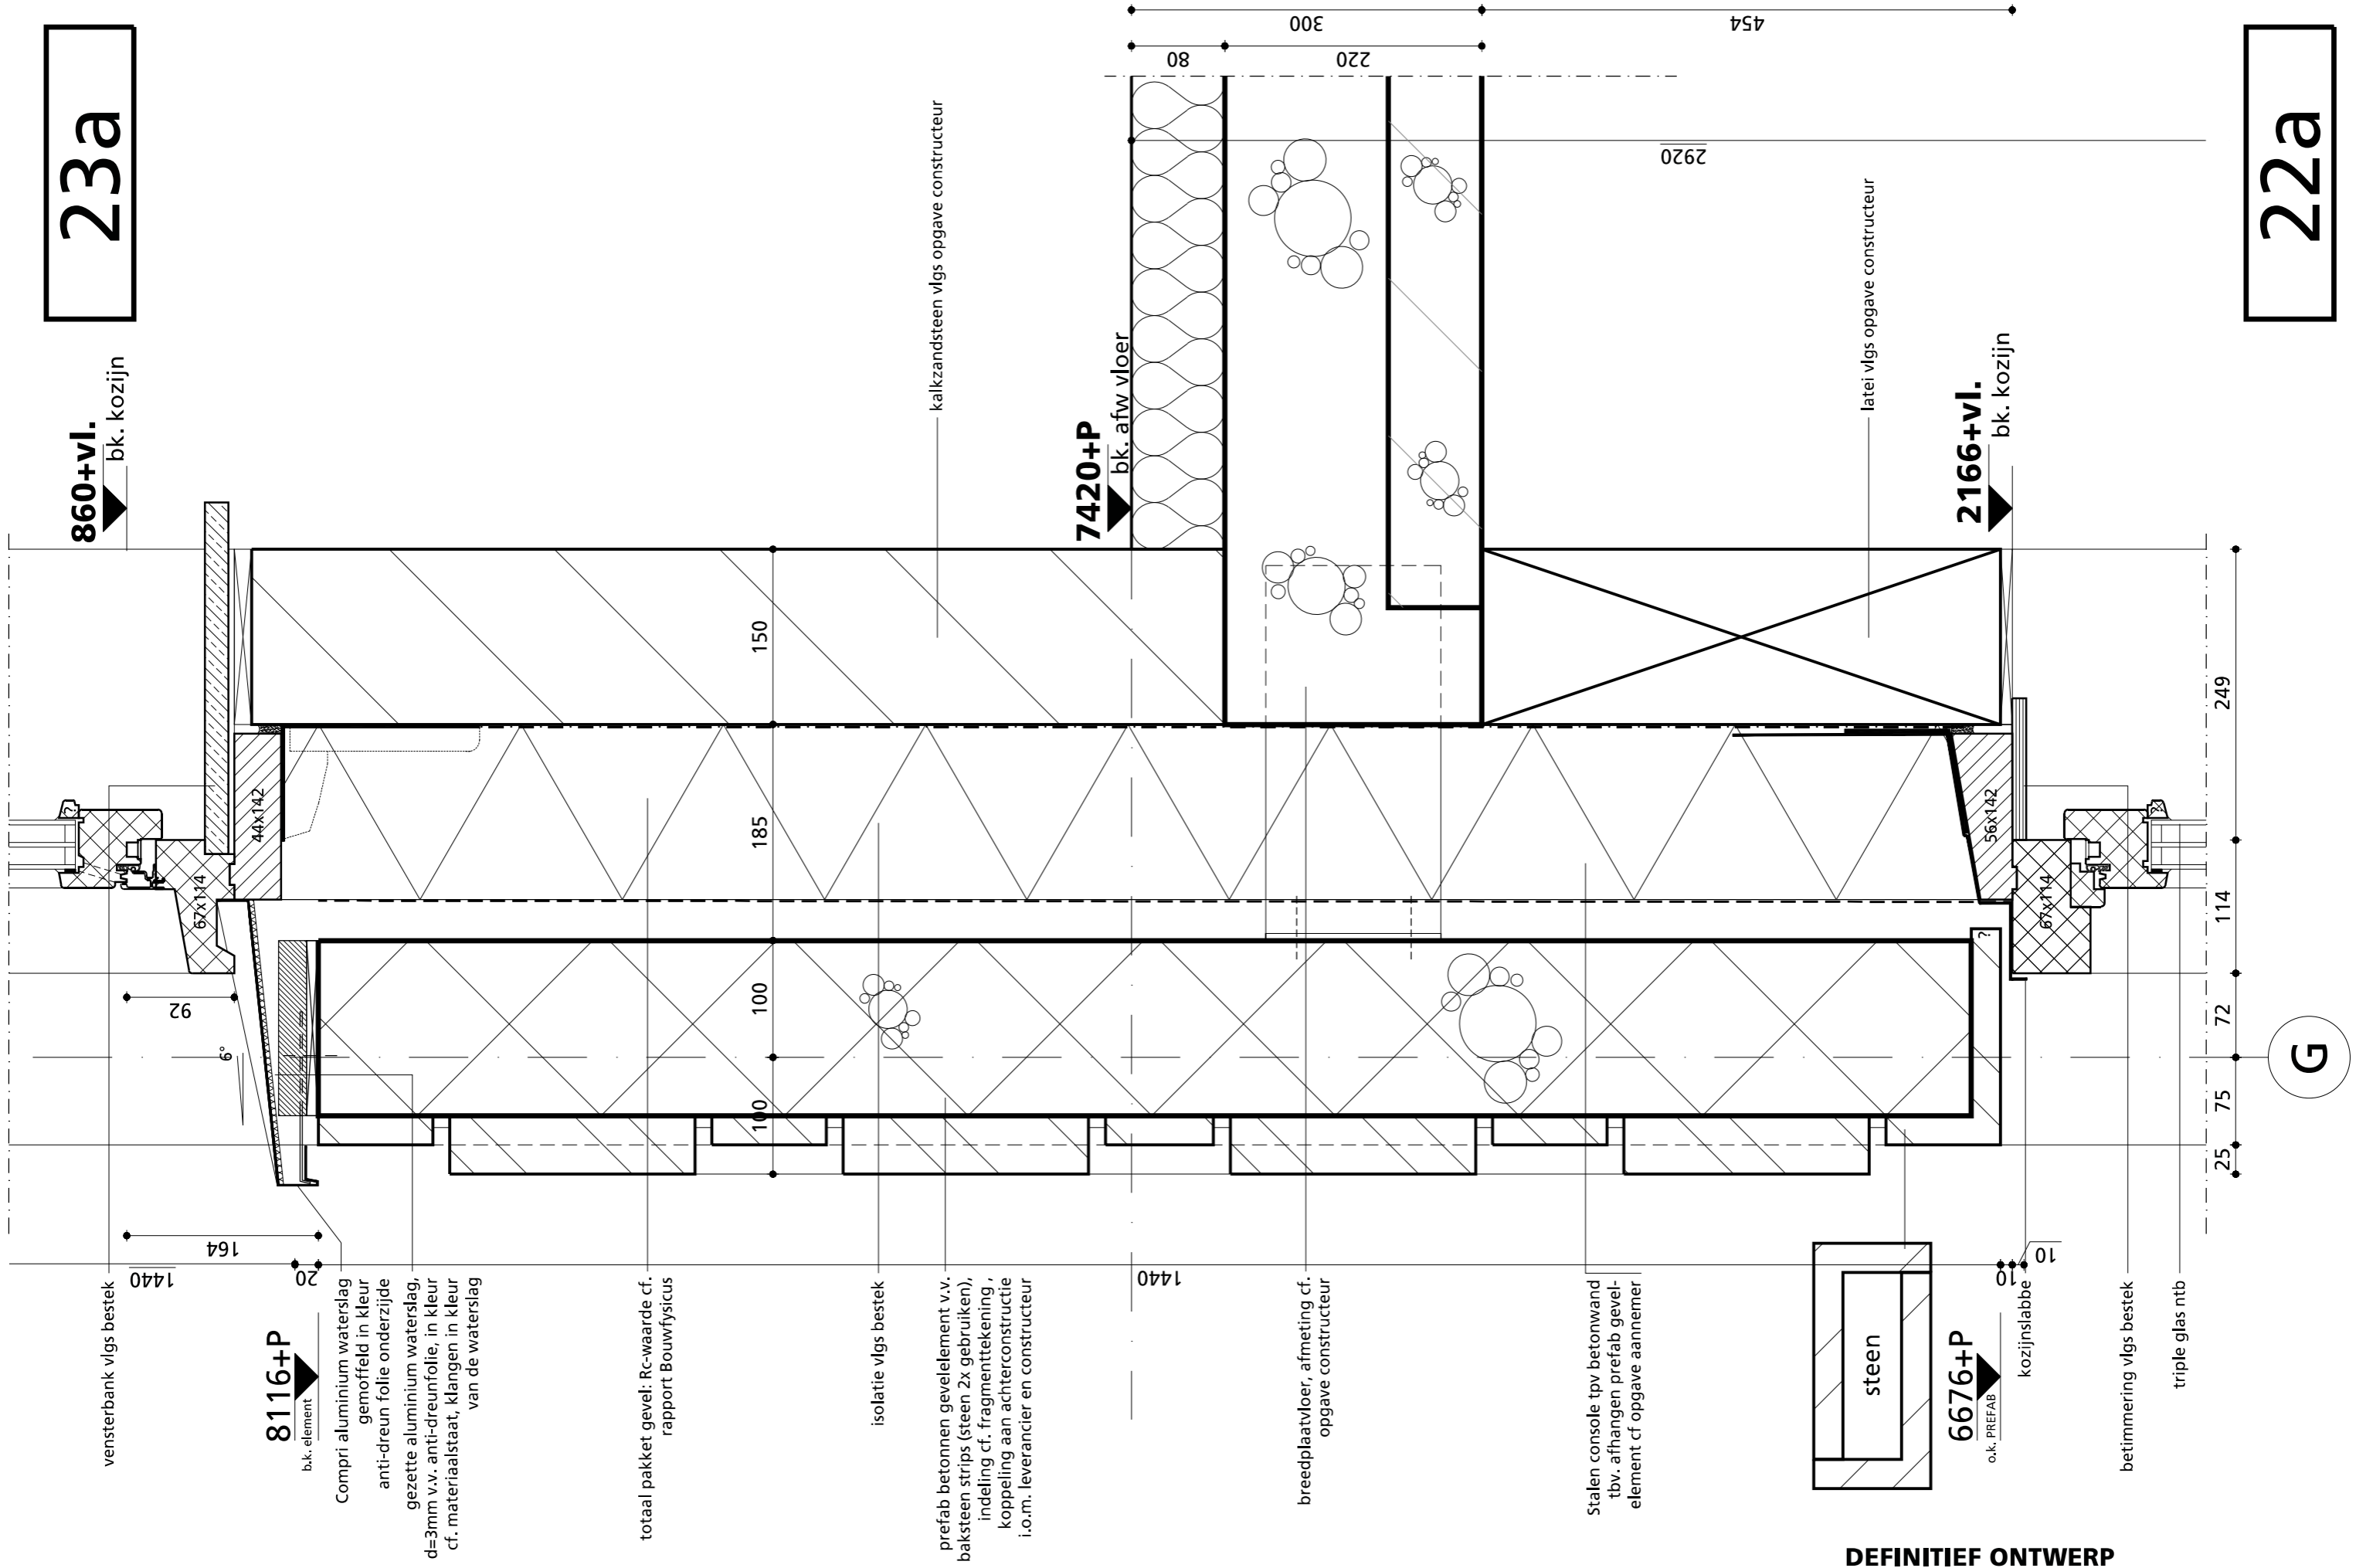 23a
860+vl.
bk. kozijn
kalkzandsteen vlgs opgave constructeur
7420+P
bk. afw vloer
80
220
300
454
2920
latei vlgs opgave constructeur
2166+vl.
bk. kozijn
22a
44x142
67x114
56x142
67x114
?
?
?
150
185
100
100
92
6°
164
1440
20
1440
10
10
249
114
72
75
25
G
vensterbank vlgs bestek
8116+P
b.k. element
Compri aluminium waterslag
gemoffeld in kleur
anti-dreun folie onderzijde
gezette aluminium waterslag,
d=3mm v.v. anti-dreunfolie, in kleur
cf. materiaalstaat, klangen in kleur
van de waterslag
totaal pakket gevel: Rc-waarde cf.
rapport Bouwfysicus
isolatie vlgs bestek
prefab betonnen gevelelement v.v.
baksteen strips (steen 2x gebruiken),
indeling cf. fragmenttekening ,
koppeling aan achterconstructie
i.o.m. leverancier en constructeur
breedplaatvloer, afmeting cf.
opgave constructeur
Stalen console tpv betonwand
tbv. afhangen prefab gevel-
element cf opgave aannemer
steen
6676+P
o.k. PREFAB
kozijnslabbe
betimmering vlgs bestek
triple glas ntb
DEFINITIEF ONTWERP